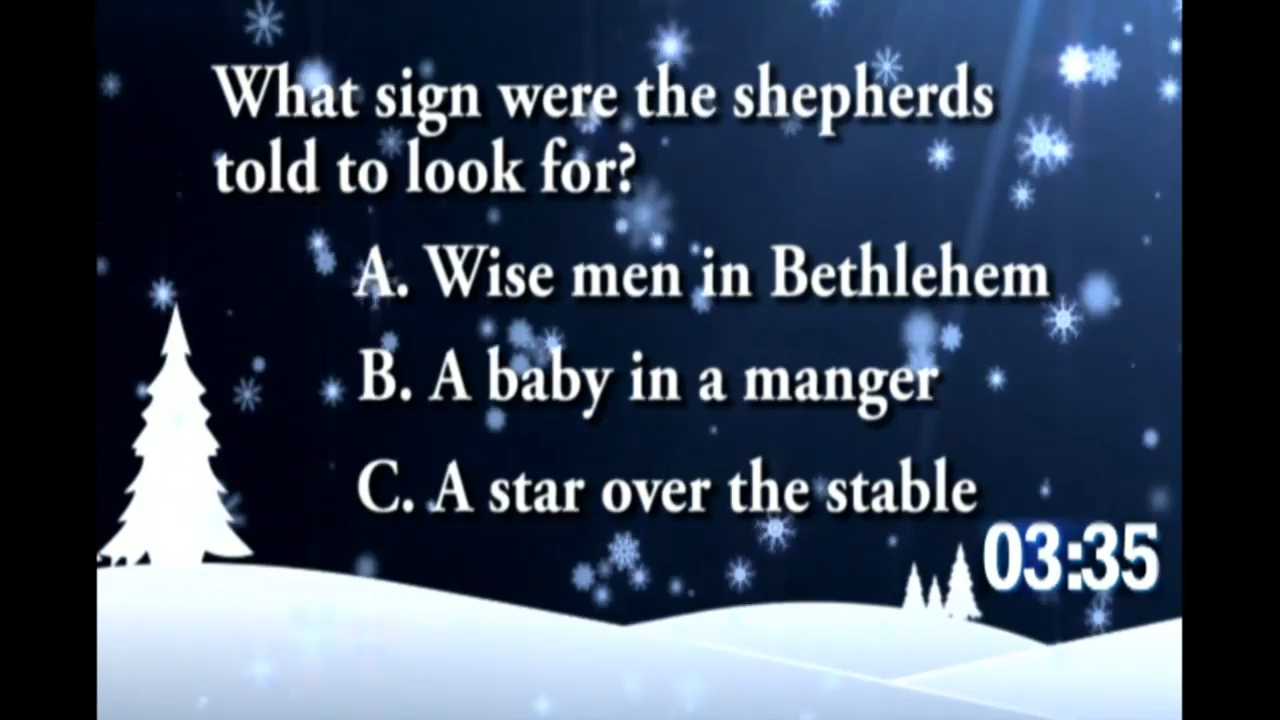 What sign were the shepherds
told to look for?
A. Wise men in Bethlehem
B. A baby in a manger
C. A star over the stable
03:35